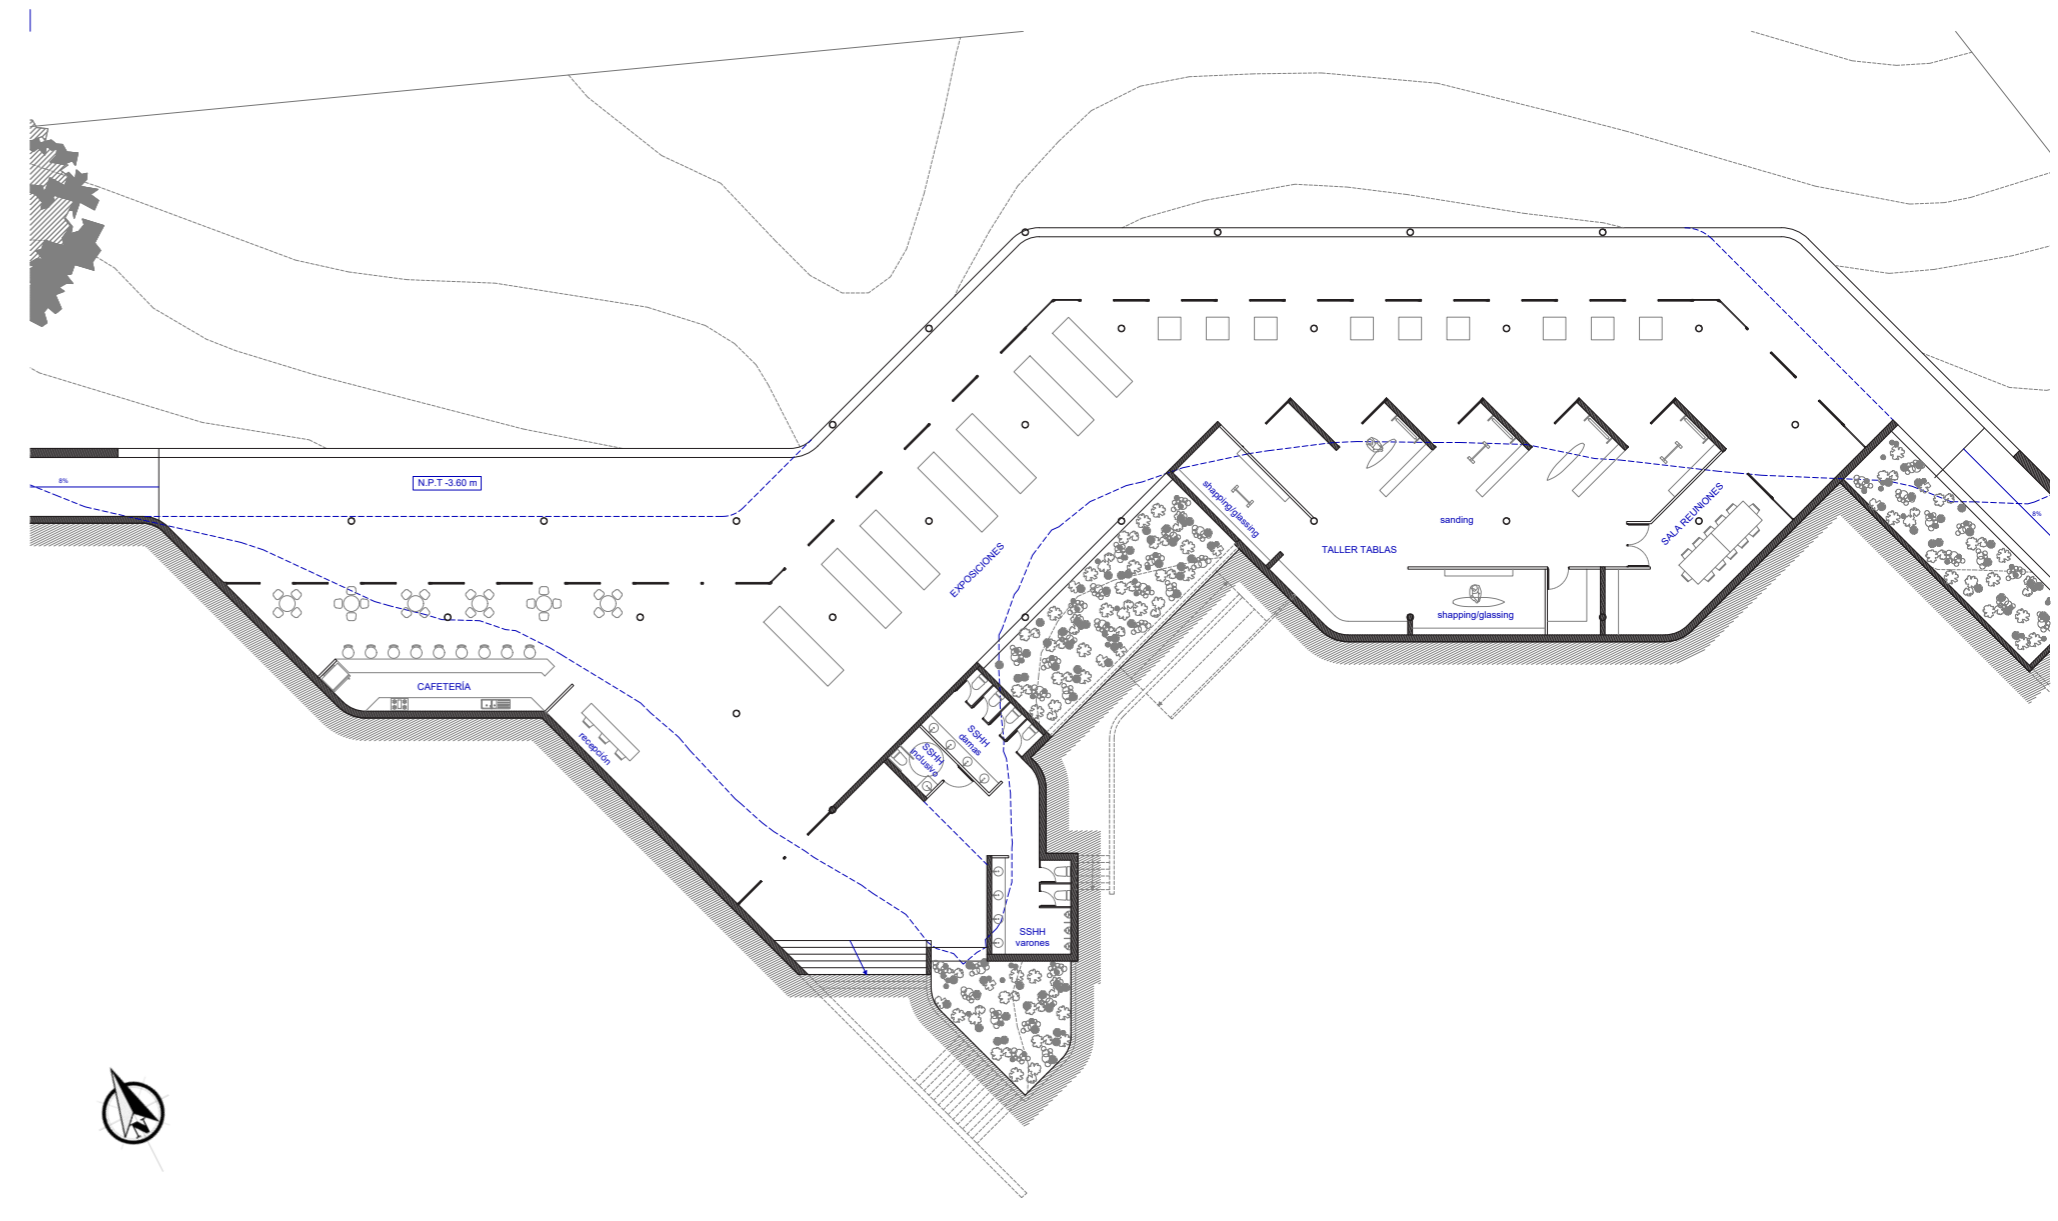 8%
N.P.T -3.60 m
EXPOSICIONES
shapping/glassing
sanding
TALLER TABLAS
SALA REUNIONES
8%
shapping/glassing
CAFETERÍA
recepción
SSHH
damas
SSHH
inclusivo
SSHH
varones
N